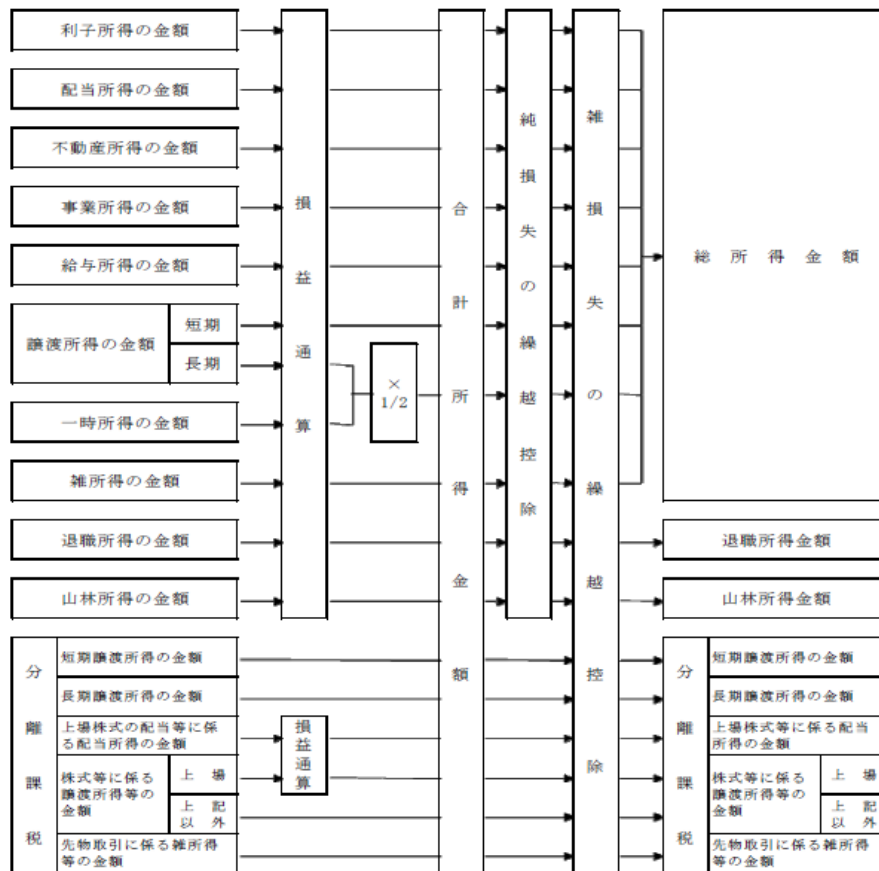 利子所得の金額
配当所得の金額
不動産所得の金額
事業所得の金額
給与所得の金額
譲渡所得の金額
短期
長期
一時所得の金額
雑所得の金額
退職所得の金額
山林所得の金額
分離課税
短期譲渡所得の金額
長期譲渡所得の金額
上場株式の配当等に係
る配当所得の金額
株式等に係る
譲渡所得等の
金額
上場
上記
以外
先物取引に係る雑所得
等の金額
損益通算
損益通算
×
1/2
合計所得金額
純損失の繰越控除
雑損失の繰越控除
総所得金額
退職所得金額
山林所得金額
分離課税
短期譲渡所得の金額
長期譲渡所得の金額
上場株式等に係る配当
所得の金額
株式等に係る
譲渡所得等の
金額
上場
上記
以外
先物取引に係る雑所得
等の金額